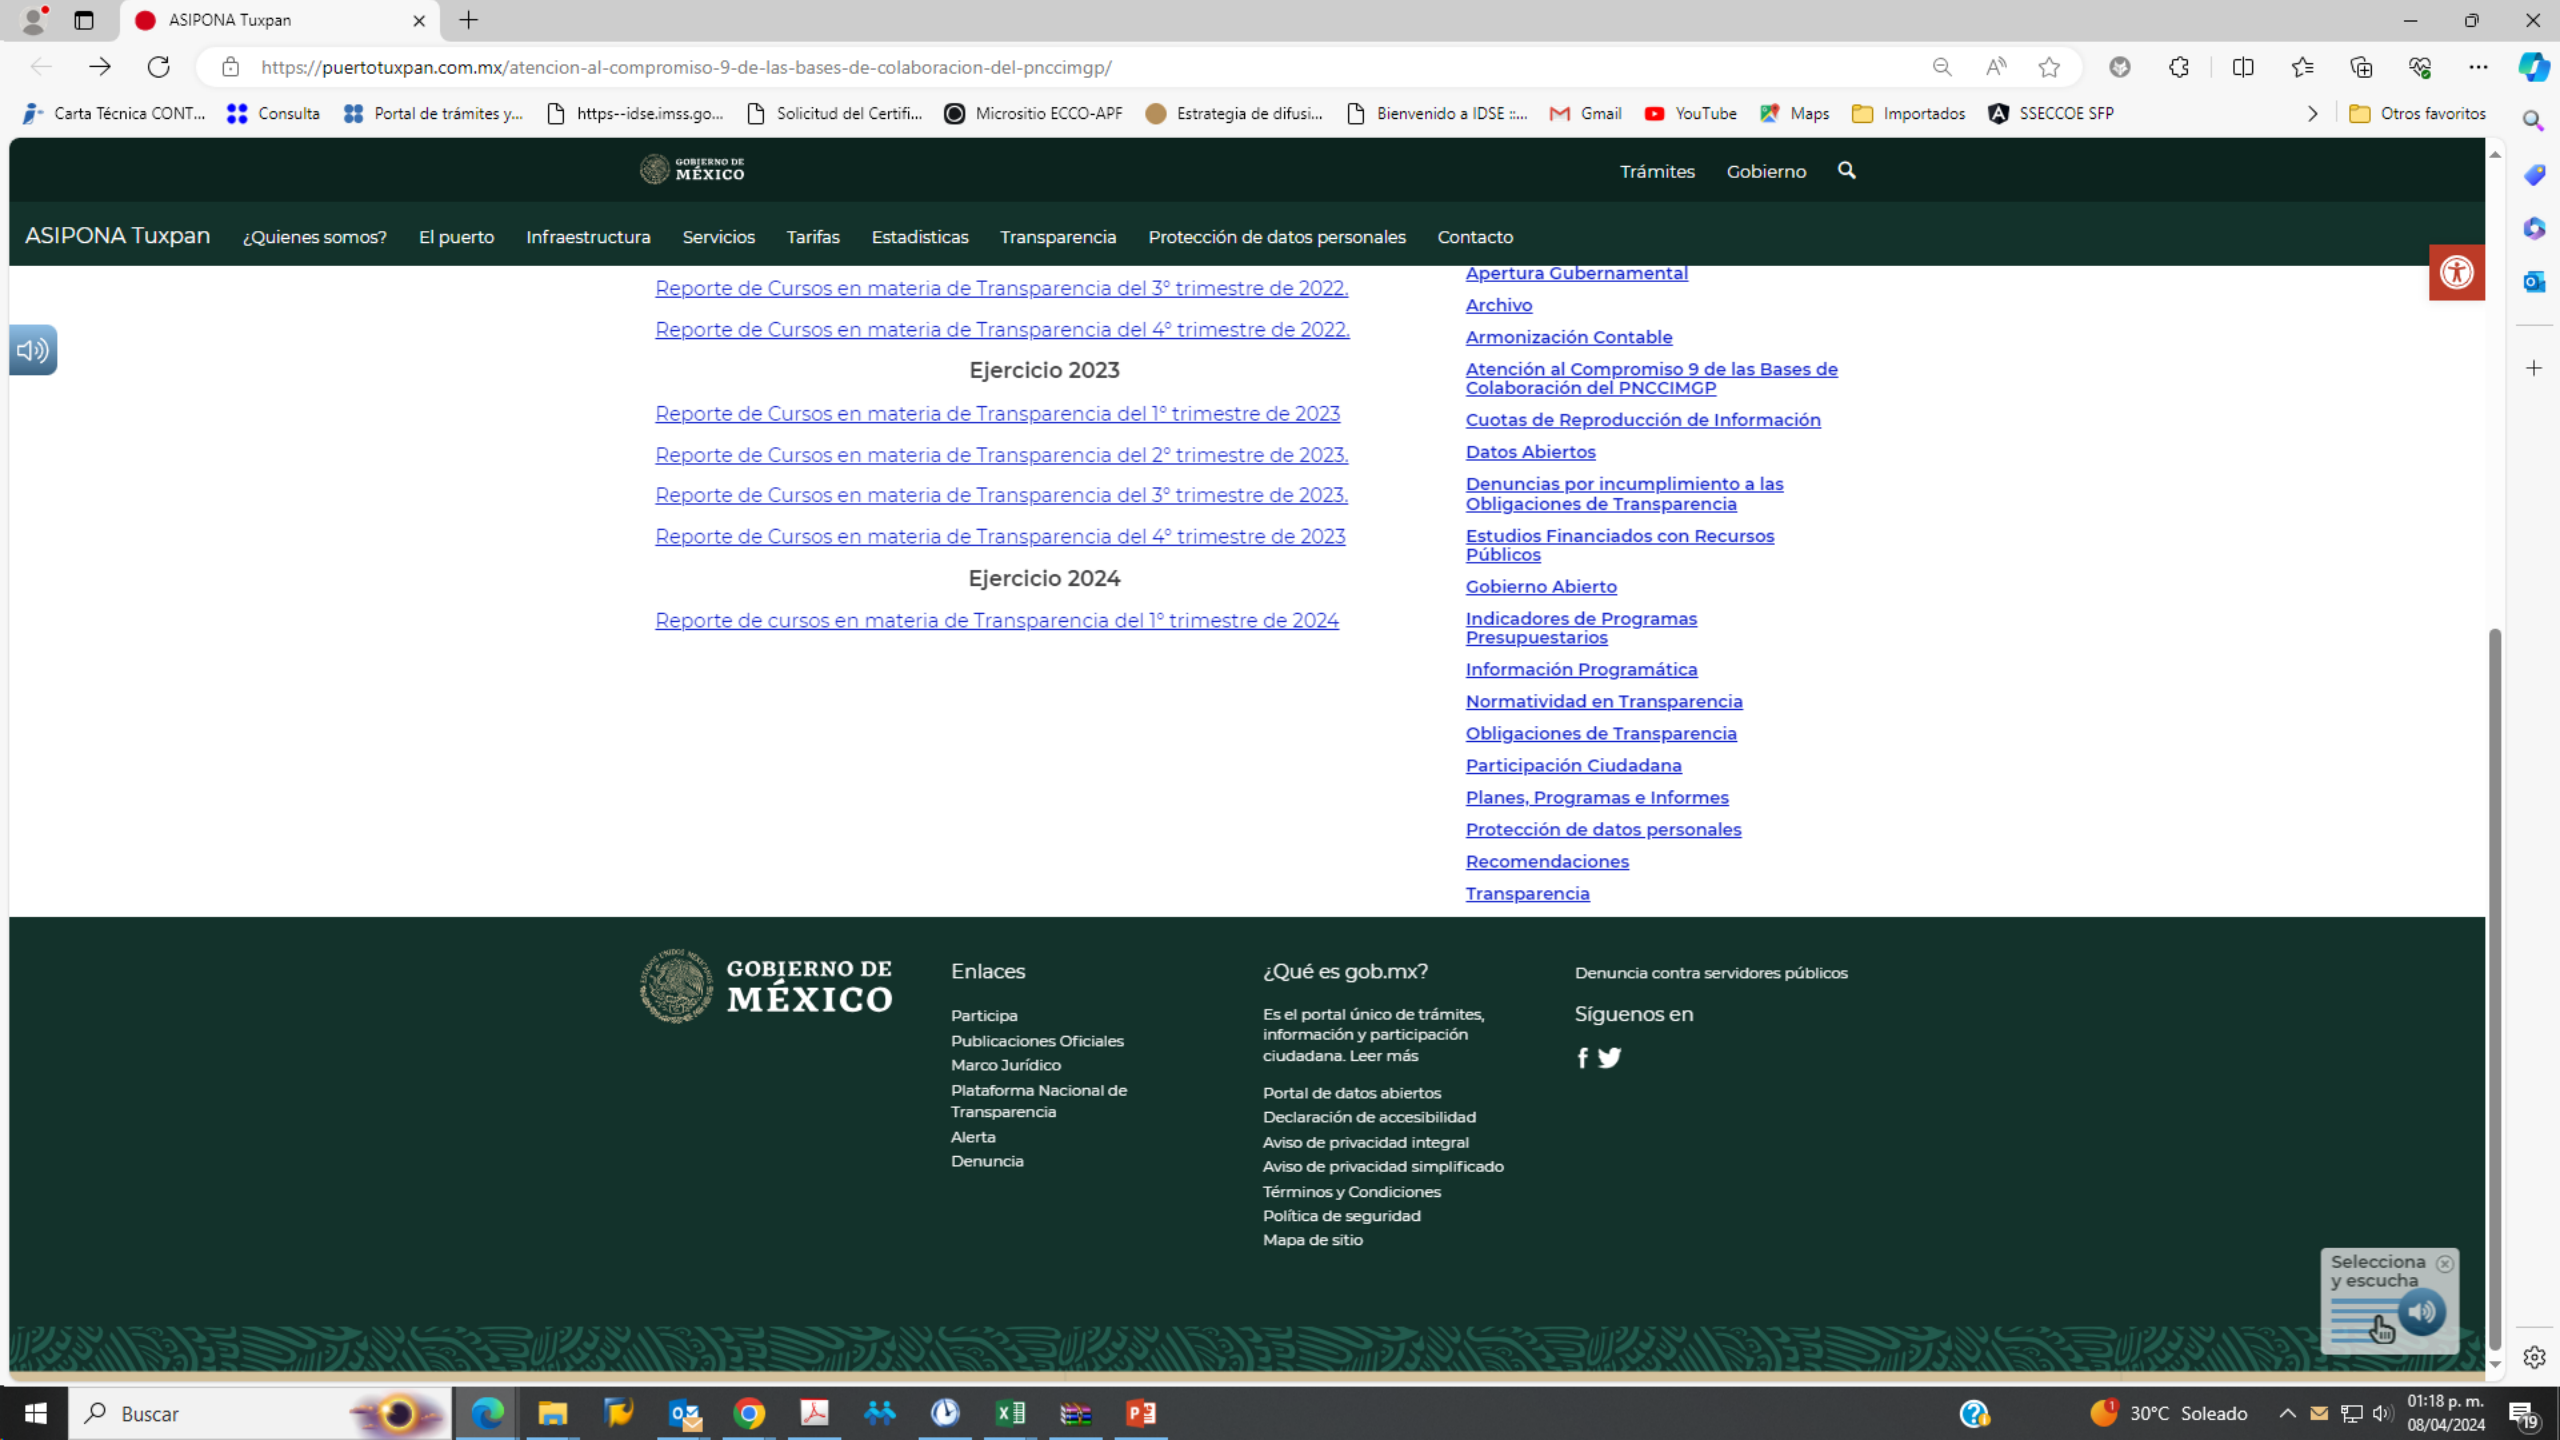 ASIPONA Tuxpan
https://puertotuxpan.com.mx/atencion-al-compromiso-9-de-las-bases-de-colaboracion-del-pnccimgp/
Carta Técnica CONT...
Consulta
Portal de trámites y...
https--idse.imss.go...
Solicitud del Certifi...
Micrositio ECCO-APF
Estrategia de difusi...
Bienvenido a IDSE ::...
Gmail
YouTube
Maps
Importados
SSECCOE SFP
Otros favoritos
GOBIERNO DE
MÉXICO
Trámites
Gobierno
ASIPONA Tuxpan
¿Quienes somos?
El puerto
Infraestructura
Servicios
Tarifas
Estadisticas
Transparencia
Protección de datos personales
Contacto
Reporte de Cursos en materia de Transparencia del 3° trimestre de 2022.
Reporte de Cursos en materia de Transparencia del 4° trimestre de 2022.
Ejercicio 2023
Reporte de Cursos en materia de Transparencia del 1° trimestre de 2023
Reporte de Cursos en materia de Transparencia del 2° trimestre de 2023.
Reporte de Cursos en materia de Transparencia del 3° trimestre de 2023.
Reporte de Cursos en materia de Transparencia del 4° trimestre de 2023
Ejercicio 2024
Reporte de cursos en materia de Transparencia del 1° trimestre de 2024
Apertura Gubernamental
Archivo
Armonización Contable
Atención al Compromiso 9 de las Bases de
Colaboración del PNCCIMGP
Cuotas de Reproducción de Información
Datos Abiertos
Denuncias por incumplimiento a las
Obligaciones de Transparencia
Estudios Financiados con Recursos
Públicos
Gobierno Abierto
Indicadores de Programas
Presupuestarios
Información Programática
Normatividad en Transparencia
Obligaciones de Transparencia
Participación Ciudadana
Planes, Programas e Informes
Protección de datos personales
Recomendaciones
Transparencia
GOBIERNO DE
MÉXICO
Enlaces
Participa
Publicaciones Oficiales
Marco Jurídico
Plataforma Nacional de
Transparencia
Alerta
Denuncia
¿Qué es gob.mx?
Es el portal único de trámites,
información y participación
ciudadana. Leer más
Portal de datos abiertos
Declaración de accesibilidad
Aviso de privacidad integral
Aviso de privacidad simplificado
Términos y Condiciones
Política de seguridad
Mapa de sitio
Denuncia contra servidores públicos
Síguenos en
Selecciona
y escucha
Buscar
30°C Soleado
01:18 p. m.
08/04/2024
19